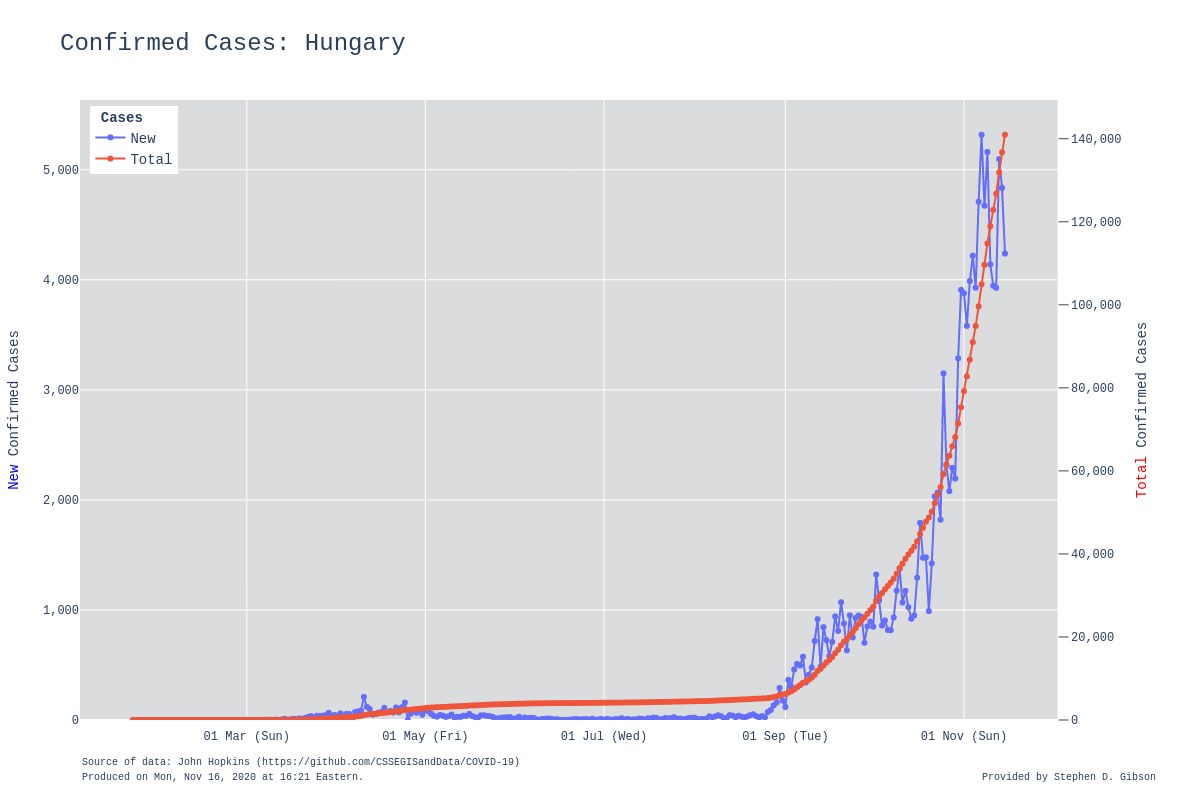 Confirmed Cases: Hungary
Cases
New
Total
5,000
4,000
3,000
2,000
1,000
0
New Confirmed Cases
140,000
120,000
100,000
80,000
60,000
40,000
20,000
0
Total Confirmed Cases
01 Mar (Sun)
01 May (Fri)
01 Jul (Wed)
01 Sep (Tue)
01 Nov (Sun)
Source of data: John Hopkins (https://github.com/CSSEGISandData/COVID-19)
Produced on Mon, Nov 16, 2020 at 16:21 Eastern.
Provided by Stephen D. Gibson